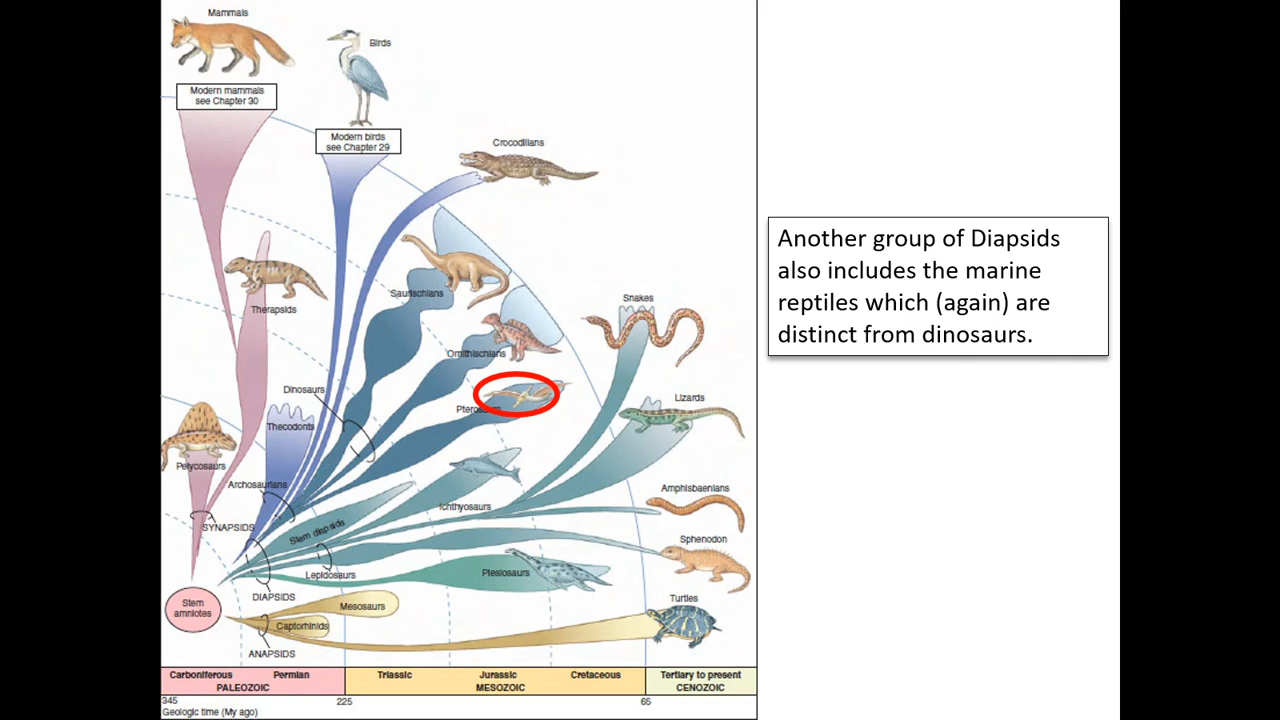 Mammals
Birds
Modern mammals
see Chapter 30
Modern birds
see Chapter 29
Crocodilians
Saurischians
Therapsids
Snakes
Ornithischians
Dinosaurs
Lizards
Thecodonts
Pelycosaurs
Archosaurians
Amphisbaenians
Ichthyosaurs
SYNAPSIDS
Stem diapsids
Sphenodon
Lepidosaurs
Plesiosaurs
DIAPSIDS
Stem
amniotes
Mesosaurs
Turtles
Captorhinids
ANAPSIDS
Carboniferous Permian Triassic Jurassic Cretaceous Tertiary to present
PALEOZOIC MESOZOIC CENOZOIC
345 225 65
Geologic time (My ago)
Another group of Diapsids
also includes the marine
reptiles which (again) are
distinct from dinosaurs.